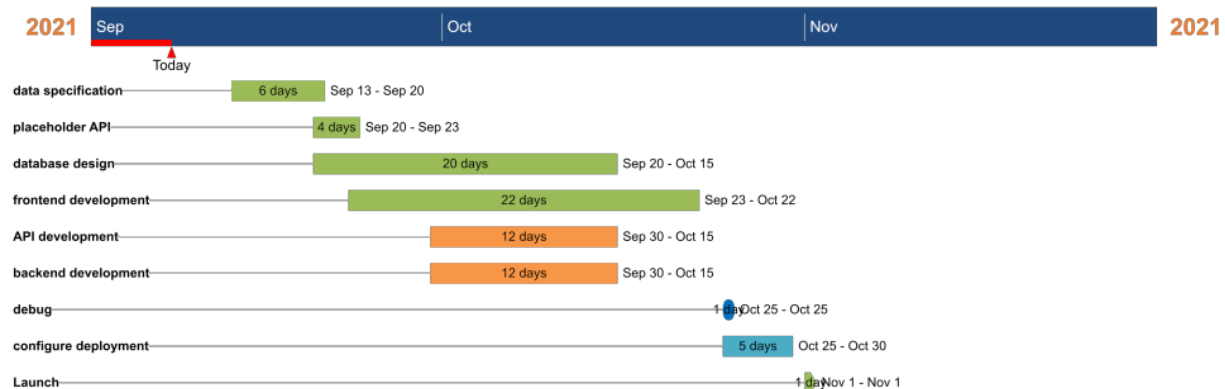 2021 Sep Oct Nov 2021
Today
data specification 6 days Sep 13 - Sep 20
placeholder API 4 days Sep 20 - Sep 23
database design 20 days Sep 20 - Oct 15
frontend development 22 days Sep 23 - Oct 22
API development 12 days Sep 30 - Oct 15
backend development 12 days Sep 30 - Oct 15
debug 1 day Oct 25 - Oct 25
configure deployment 5 days Oct 25 - Oct 30
Launch 1 day Nov 1 - Nov 1